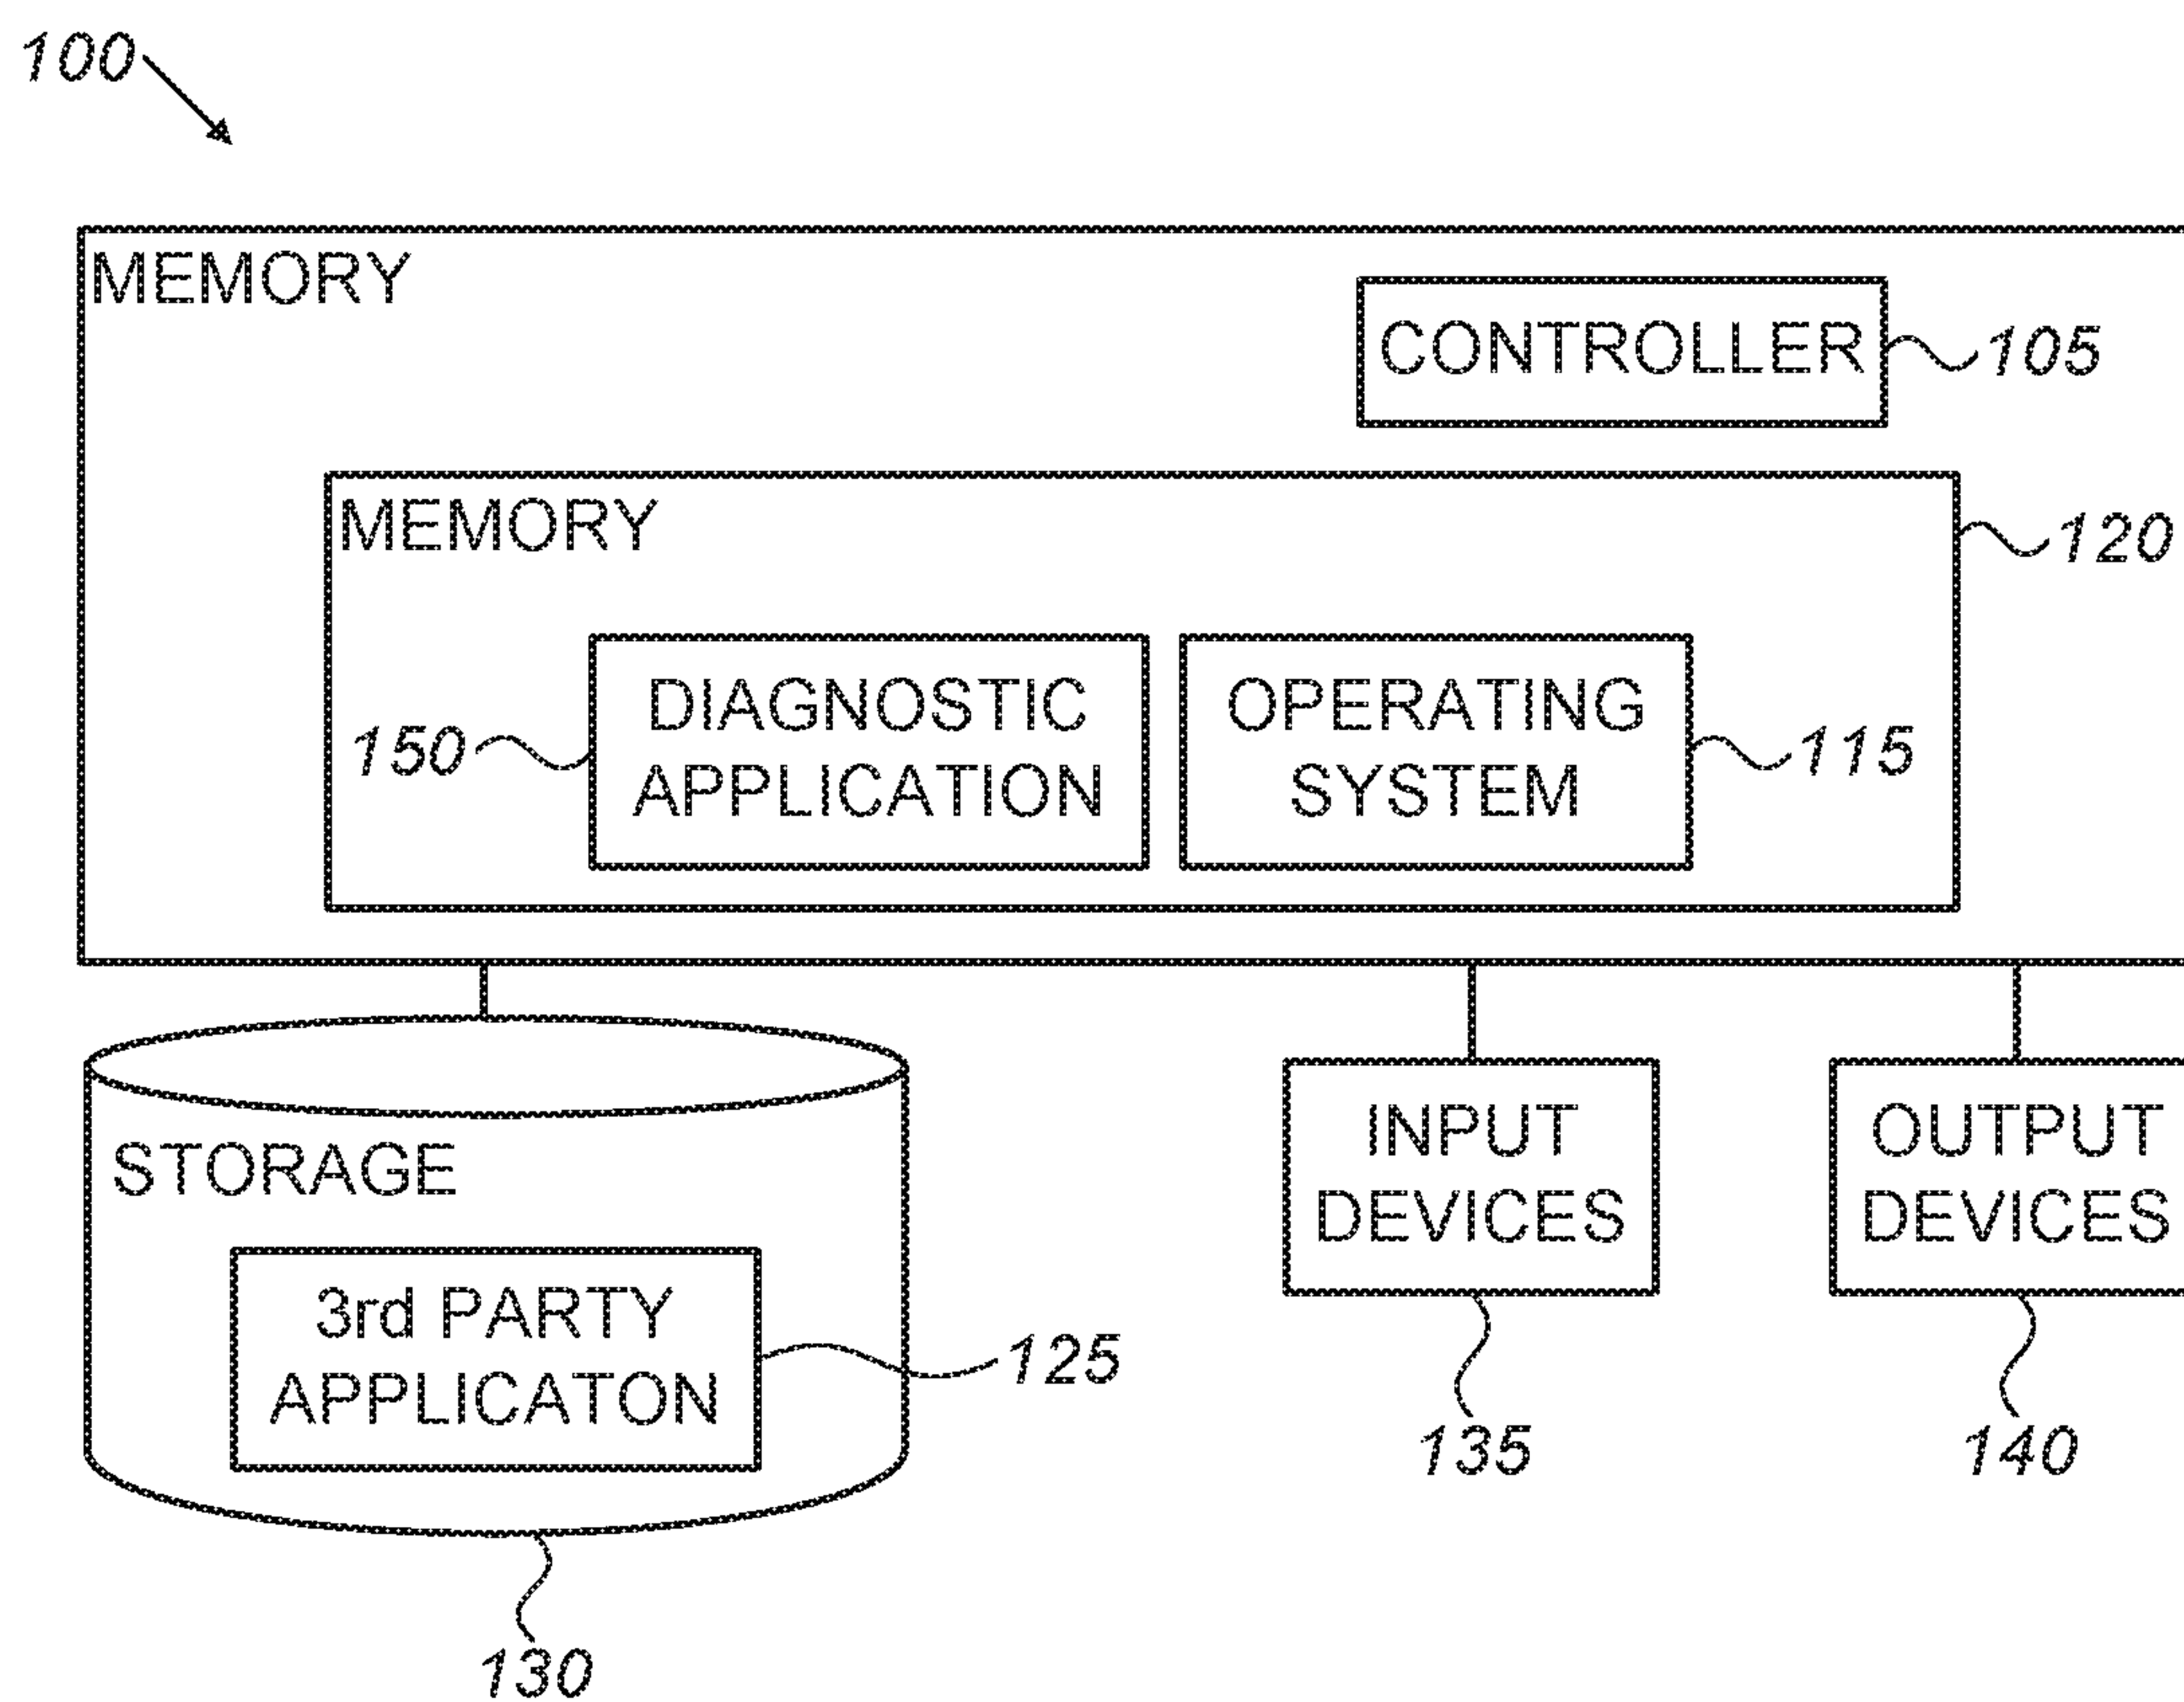 100
MEMORY
CONTROLLER
105
MEMORY
120
DIAGNOSTIC
APPLICATION
150
OPERATING
SYSTEM
115
STORAGE
3rd PARTY
APPLICATON
125
130
INPUT
DEVICES
135
OUTPUT
DEVICES
140